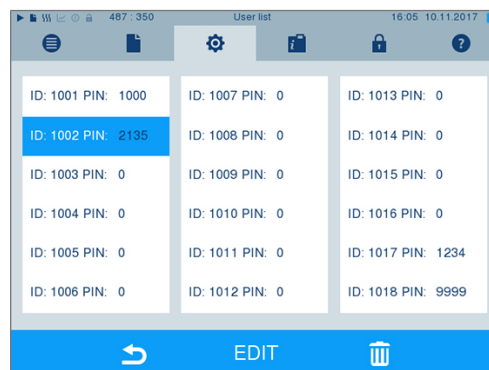 487 : 350 User list 16:05 10.11.2017
ID: 1001 PIN: 1000 ID: 1007 PIN: 0 ID: 1013 PIN: 0
ID: 1002 PIN: 2135 ID: 1008 PIN: 0 ID: 1014 PIN: 0
ID: 1003 PIN: 0 ID: 1009 PIN: 0 ID: 1015 PIN: 0
ID: 1004 PIN: 0 ID: 1010 PIN: 0 ID: 1016 PIN: 0
ID: 1005 PIN: 0 ID: 1011 PIN: 0 ID: 1017 PIN: 1234
ID: 1006 PIN: 0 ID: 1012 PIN: 0 ID: 1018 PIN: 9999
EDIT